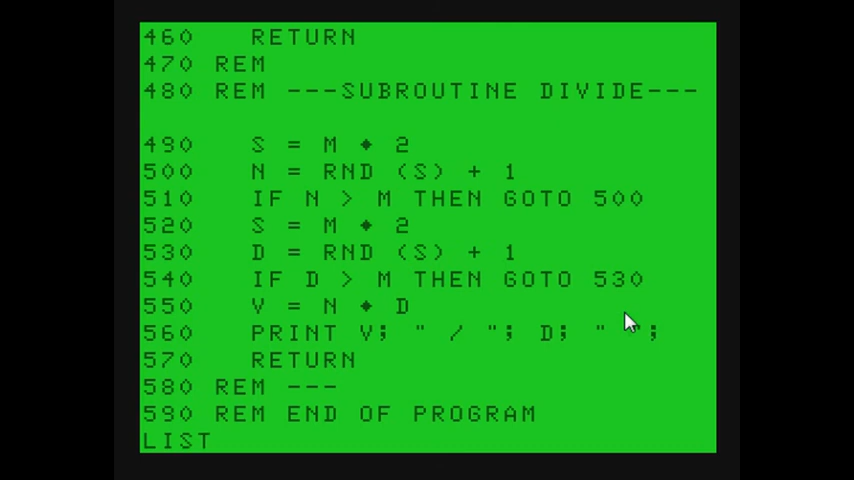 460   RETURN
470 REM
480 REM ---SUBROUTINE DIVIDE---
490   S = M * 2
500   N = RND (S) + 1
510   IF N > M THEN GOTO 500
520   S = M * 2
530   D = RND (S) + 1
540   IF D > M THEN GOTO 530
550   V = N * D
560   PRINT V; " / "; D; " ";
570   RETURN
580 REM ---
590 REM END OF PROGRAM
LIST